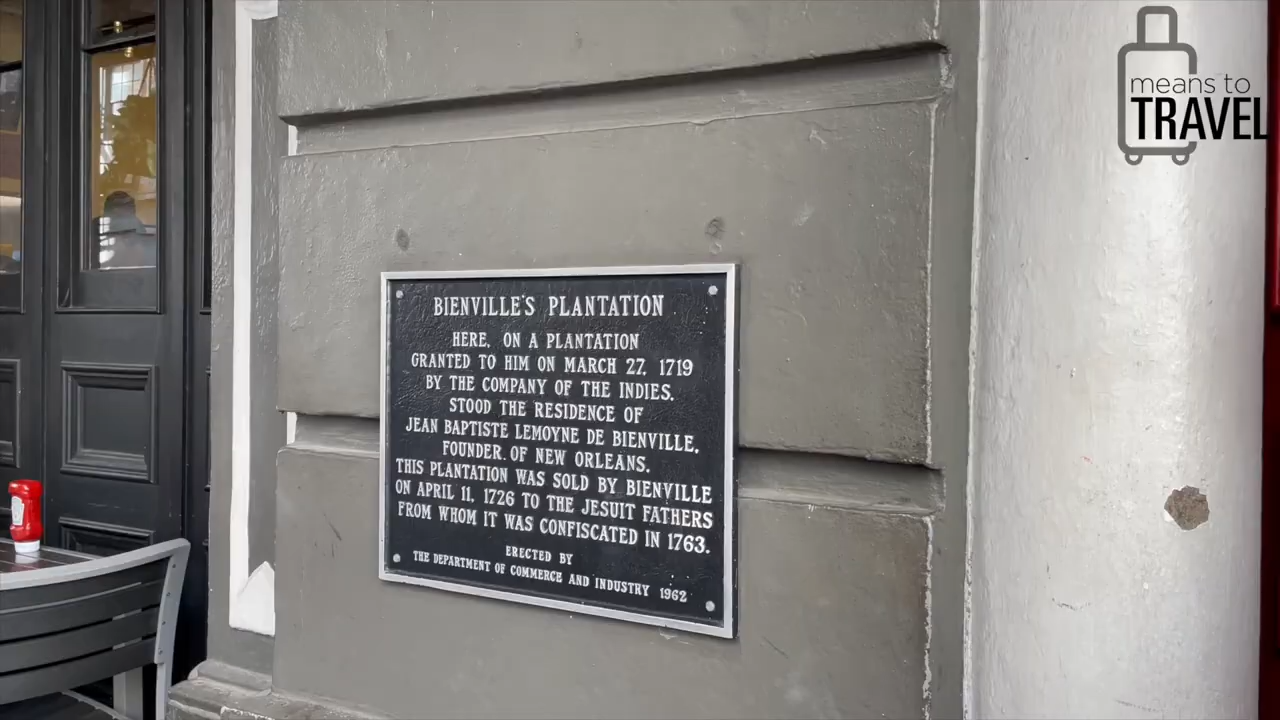 means to
TRAVEL
BIENVILLE'S PLANTATION
HERE, ON A PLANTATION
GRANTED TO HIM ON MARCH 27, 1719
BY THE COMPANY OF THE INDIES,
STOOD THE RESIDENCE OF
JEAN BAPTISTE LEMOYNE DE BIENVILLE,
FOUNDER OF NEW ORLEANS.
THIS PLANTATION WAS SOLD BY BIENVILLE
ON APRIL 11, 1726 TO THE JESUIT FATHERS
FROM WHOM IT WAS CONFISCATED IN 1763.
ERECTED BY
THE DEPARTMENT OF COMMERCE AND INDUSTRY 1962